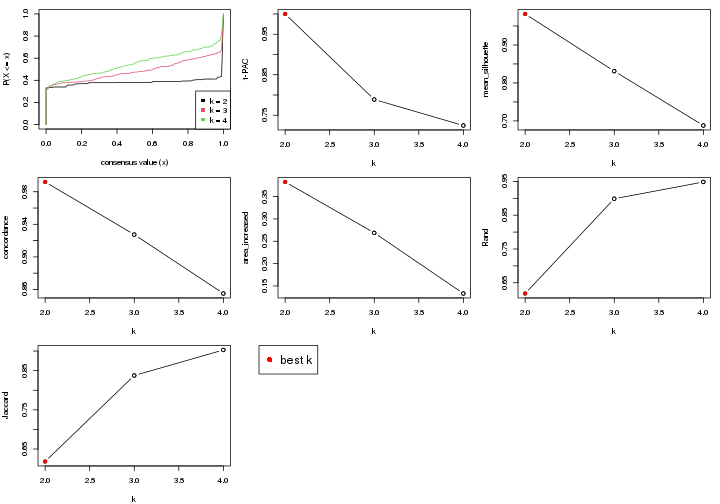 P(X <= x)
1.0
0.8
0.6
0.4
0.2
0.0
k = 2
k = 3
k = 4
0.0 0.2 0.4 0.6 0.8 1.0
consensus value (x)
1-PAC
0.95
0.85
0.75
2.0 2.5 3.0 3.5 4.0
k
mean_silhouette
0.90
0.80
0.70
2.0 2.5 3.0 3.5 4.0
k
concordance
0.98
0.94
0.90
0.86
2.0 2.5 3.0 3.5 4.0
k
area_increased
0.35
0.30
0.25
0.20
0.15
2.0 2.5 3.0 3.5 4.0
k
Rand
0.95
0.85
0.75
0.65
2.0 2.5 3.0 3.5 4.0
k
Jaccard
0.85
0.75
0.65
2.0 2.5 3.0 3.5 4.0
k
best k